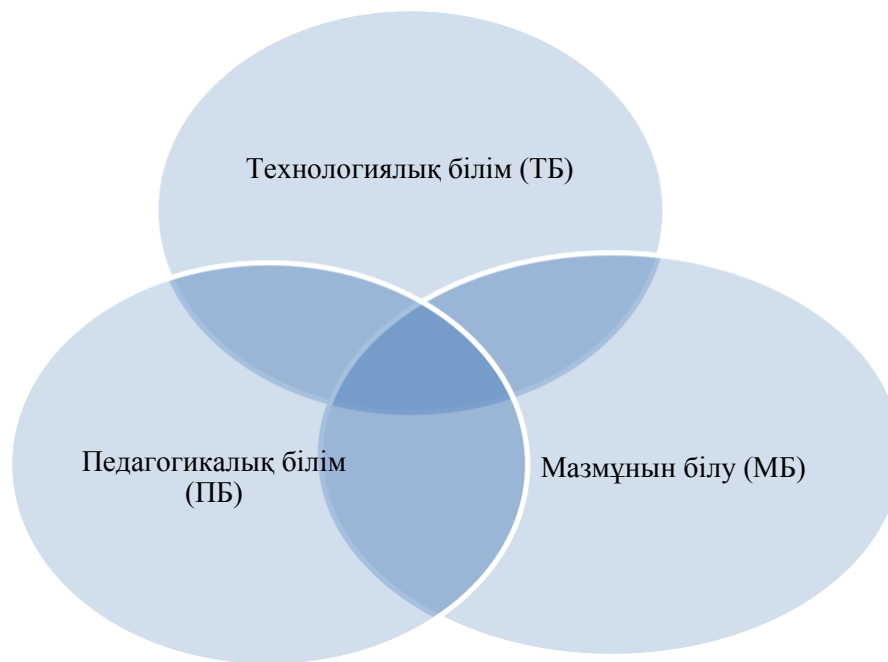 Технологиялық білім (ТБ)
Педагогикалық білім
(ПБ)
Мазмұнын білу (МБ)